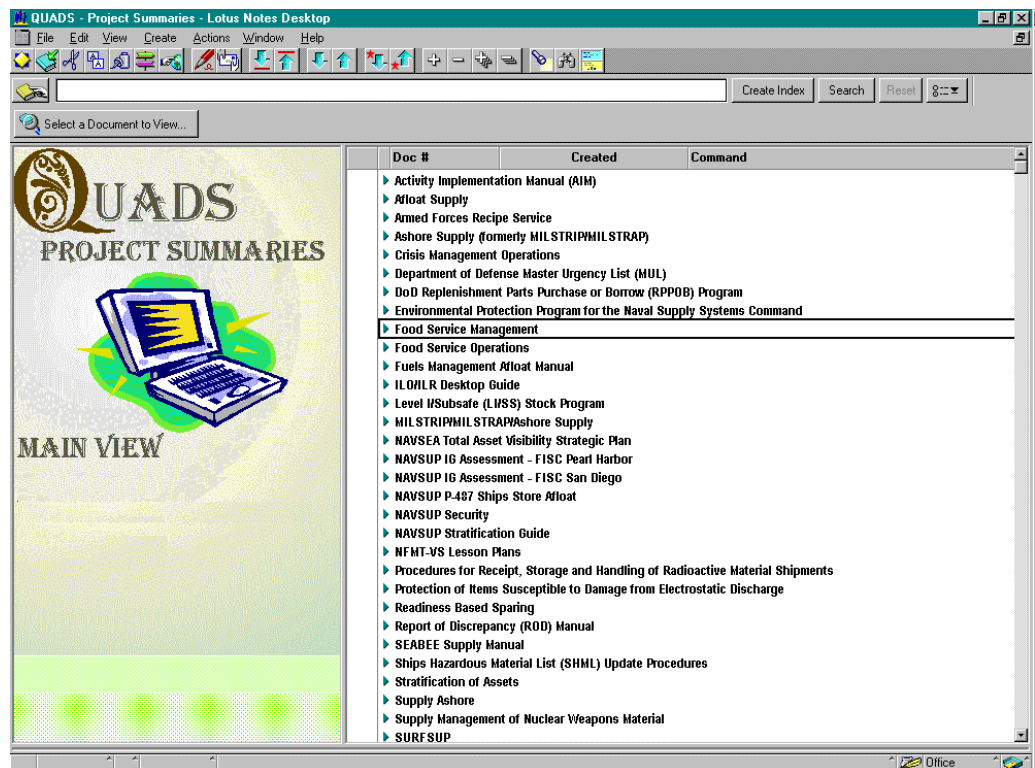 QUADS - Project Summaries - Lotus Notes Desktop
File Edit View Create Actions Window Help
Create Index Search Reset
Select a Document to View...
QUADS
PROJECT SUMMARIES
MAIN VIEW
Doc # Created Command
Activity Implementation Manual (AIM)
Afloat Supply
Armed Forces Recipe Service
Ashore Supply (formerly MILSTRIP/MILSTRAP)
Crisis Management Operations
Department of Defense Master Urgency List (MUL)
DoD Replenishment Parts Purchase or Borrow (RPPOB) Program
Environmental Protection Program for the Naval Supply Systems Command
Food Service Management
Food Service Operations
Fuels Management Afloat Manual
ILO/ILR Desktop Guide
Level I/Subsafe (LI/SS) Stock Program
MILSTRIP/MILSTRAP/Ashore Supply
NAVSEA Total Asset Visibility Strategic Plan
NAVSUP IG Assessment - FISC Pearl Harbor
NAVSUP IG Assessment - FISC San Diego
NAVSUP P-487 Ships Store Afloat
NAVSUP Security
NAVSUP Stratification Guide
NFMT-VS Lesson Plans
Procedures for Receipt, Storage and Handling of Radioactive Material Shipments
Protection of Items Susceptible to Damage from Electrostatic Discharge
Readiness Based Sparing
Report of Discrepancy (ROD) Manual
SEABEE Supply Manual
Ships Hazardous Material List (SHML) Update Procedures
Stratification of Assets
Supply Ashore
Supply Management of Nuclear Weapons Material
SURFSUP
Office